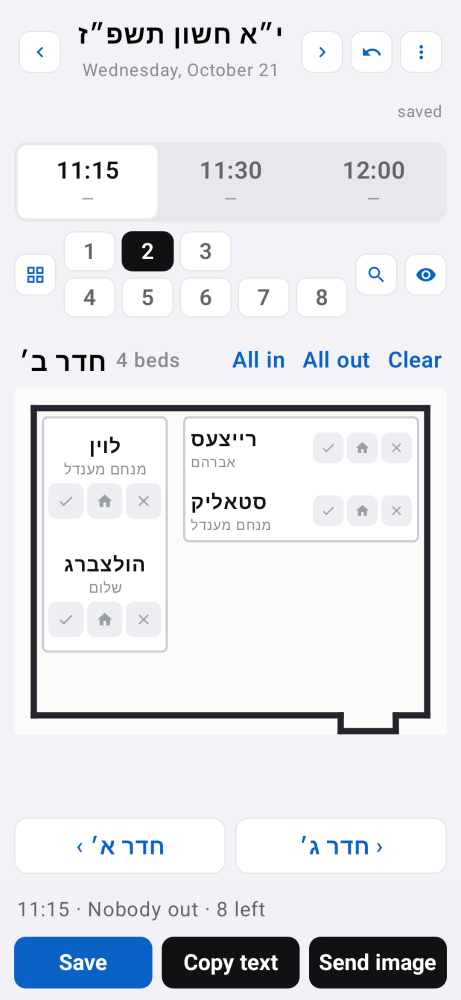 י״א חשון תשפ״ז
Wednesday, October 21
saved
11:15
–
11:30
–
12:00
–
1 2 3
4 5 6 7 8
חדר ב׳ 4 beds All in All out Clear
לוין
מנחם מענדל
הולצברג
שלום
רייצעס
אברהם
סטאליק
מנחם מענדל
‹ חדר א׳
חדר ג׳ ›
11:15 · Nobody out · 8 left
Save Copy text Send image